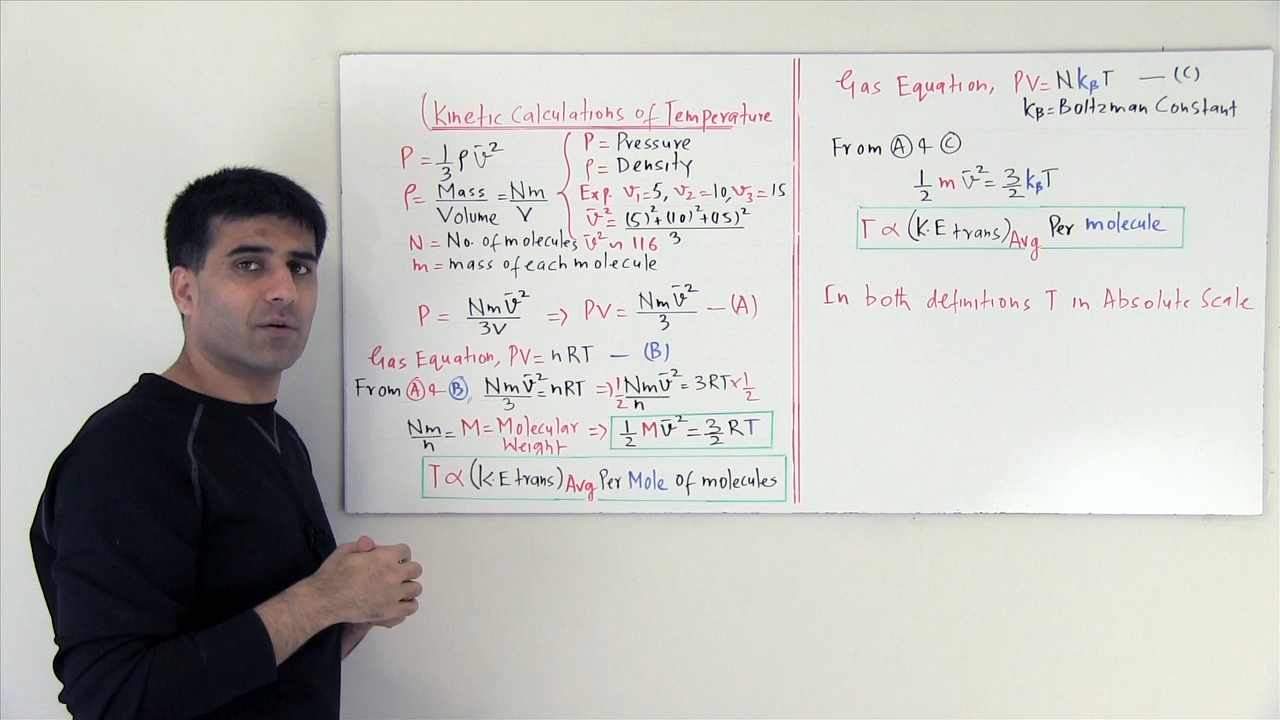 (Kinetic Calculations of Temperature
P = 1/3 ρ v̄²
P = Pressure
ρ = Density
ρ = Mass/Volume = Nm/V
Exp. v₁=5, v₂=10, v₃=15
v̄² = (5)²+(10)²+(15)²/3
N = No. of molecules
v̄² ≈ 116
m = mass of each molecule
P = Nmv̄²/3V => PV = Nmv̄²/3 — (A)
Gas Equation, PV = nRT — (B)
From Ⓐ & Ⓑ Nmv̄²/3 = nRT => 1/2 Nmv̄²/n = 3RT × 1/2
Nm/n = M = Molecular Weight => 1/2 Mv̄² = 3/2 RT
T ∝ (K.E trans)Avg Per Mole of molecules
Gas Equation, PV = NkBT — (C)
kB = Boltzman Constant
From Ⓐ & Ⓒ
1/2 m v̄² = 3/2 kBT
T ∝ (K.E trans)Avg Per molecule
In both definitions T in Absolute Scale